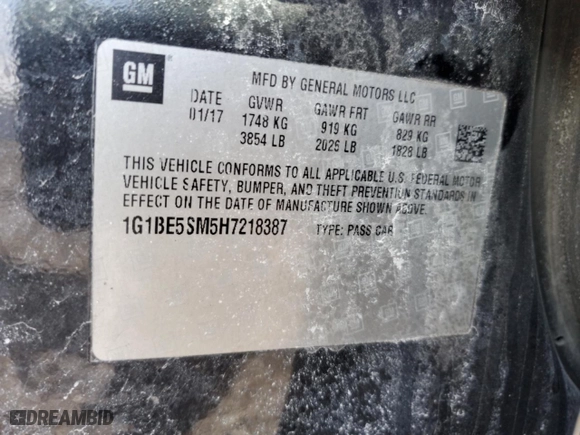 GM
MFD BY GENERAL MOTORS LLC
DATE GVWR GAWR FRT GAWR RR
01/17 1748 KG 919 KG 829 KG
3854 LB 2026 LB 1828 LB
THIS VEHICLE CONFORMS TO ALL APPLICABLE U.S. FEDERAL MOTOR
VEHICLE SAFETY, BUMPER, AND THEFT PREVENTION STANDARDS IN
EFFECT ON THE DATE OF MANUFACTURE SHOWN ABOVE.
1G1BE5SM5H7218387 TYPE: PASS CAR
DREAMBID